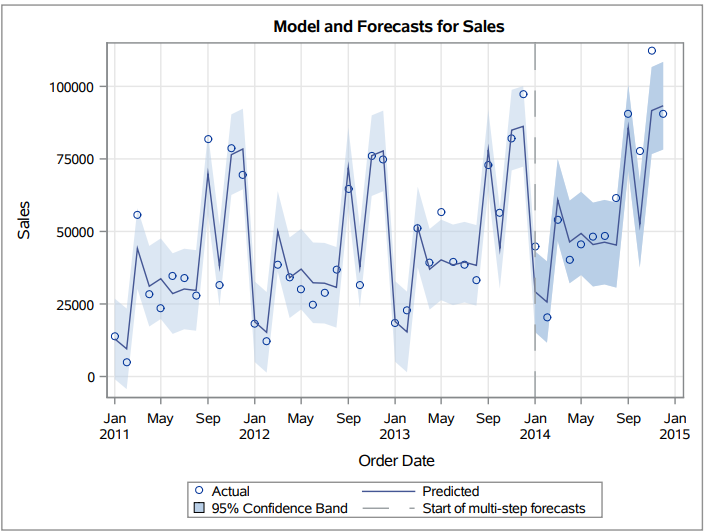 Model and Forecasts for Sales
100000
75000
50000
25000
0
Sales
Jan May Sep Jan May Sep Jan May Sep Jan May Sep Jan
2011 2012 2013 2014 2015
Order Date
Actual Predicted
95% Confidence Band Start of multi-step forecasts